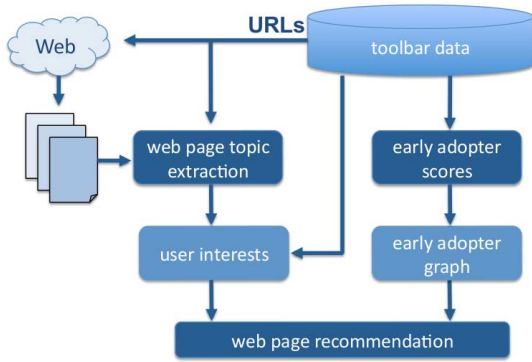 URLs
Web
toolbar data
web page topic
extraction
early adopter
scores
user interests
early adopter
graph
web page recommendation